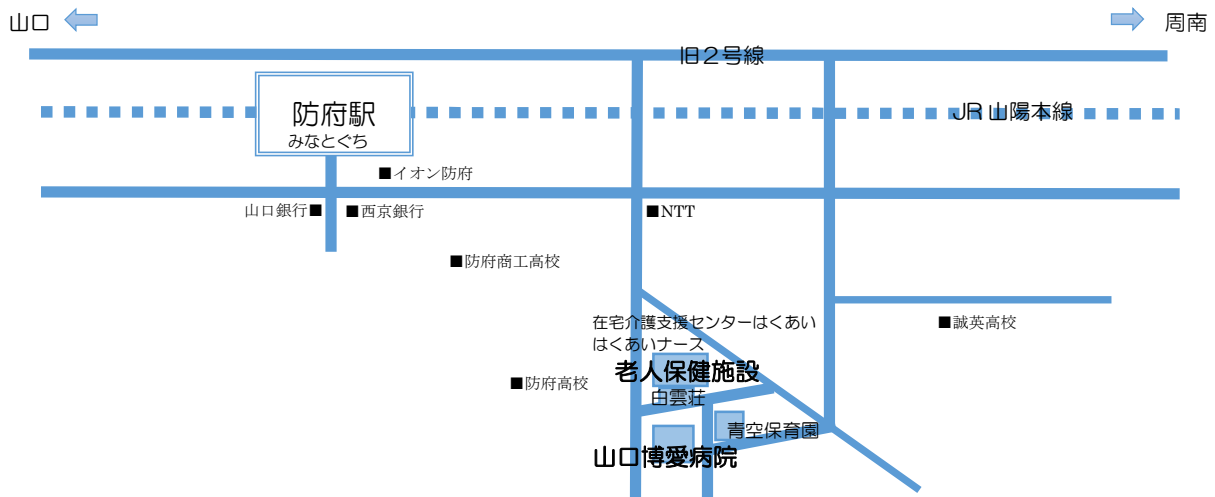 山口
周南
旧２号線
防府駅
みなとぐち
JR 山陽本線
■イオン防府
山口銀行■
■西京銀行
■NTT
■防府商工高校
在宅介護支援センターはくあい
はくあいナース
■誠英高校
老人保健施設
■防府高校
白雲荘
青空保育園
山口博愛病院